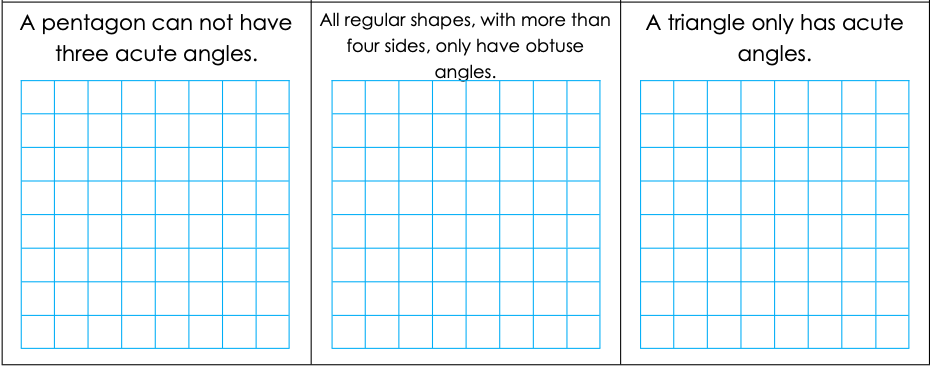 A pentagon can not have
three acute angles.
All regular shapes, with more than
four sides, only have obtuse
angles.
A triangle only has acute
angles.